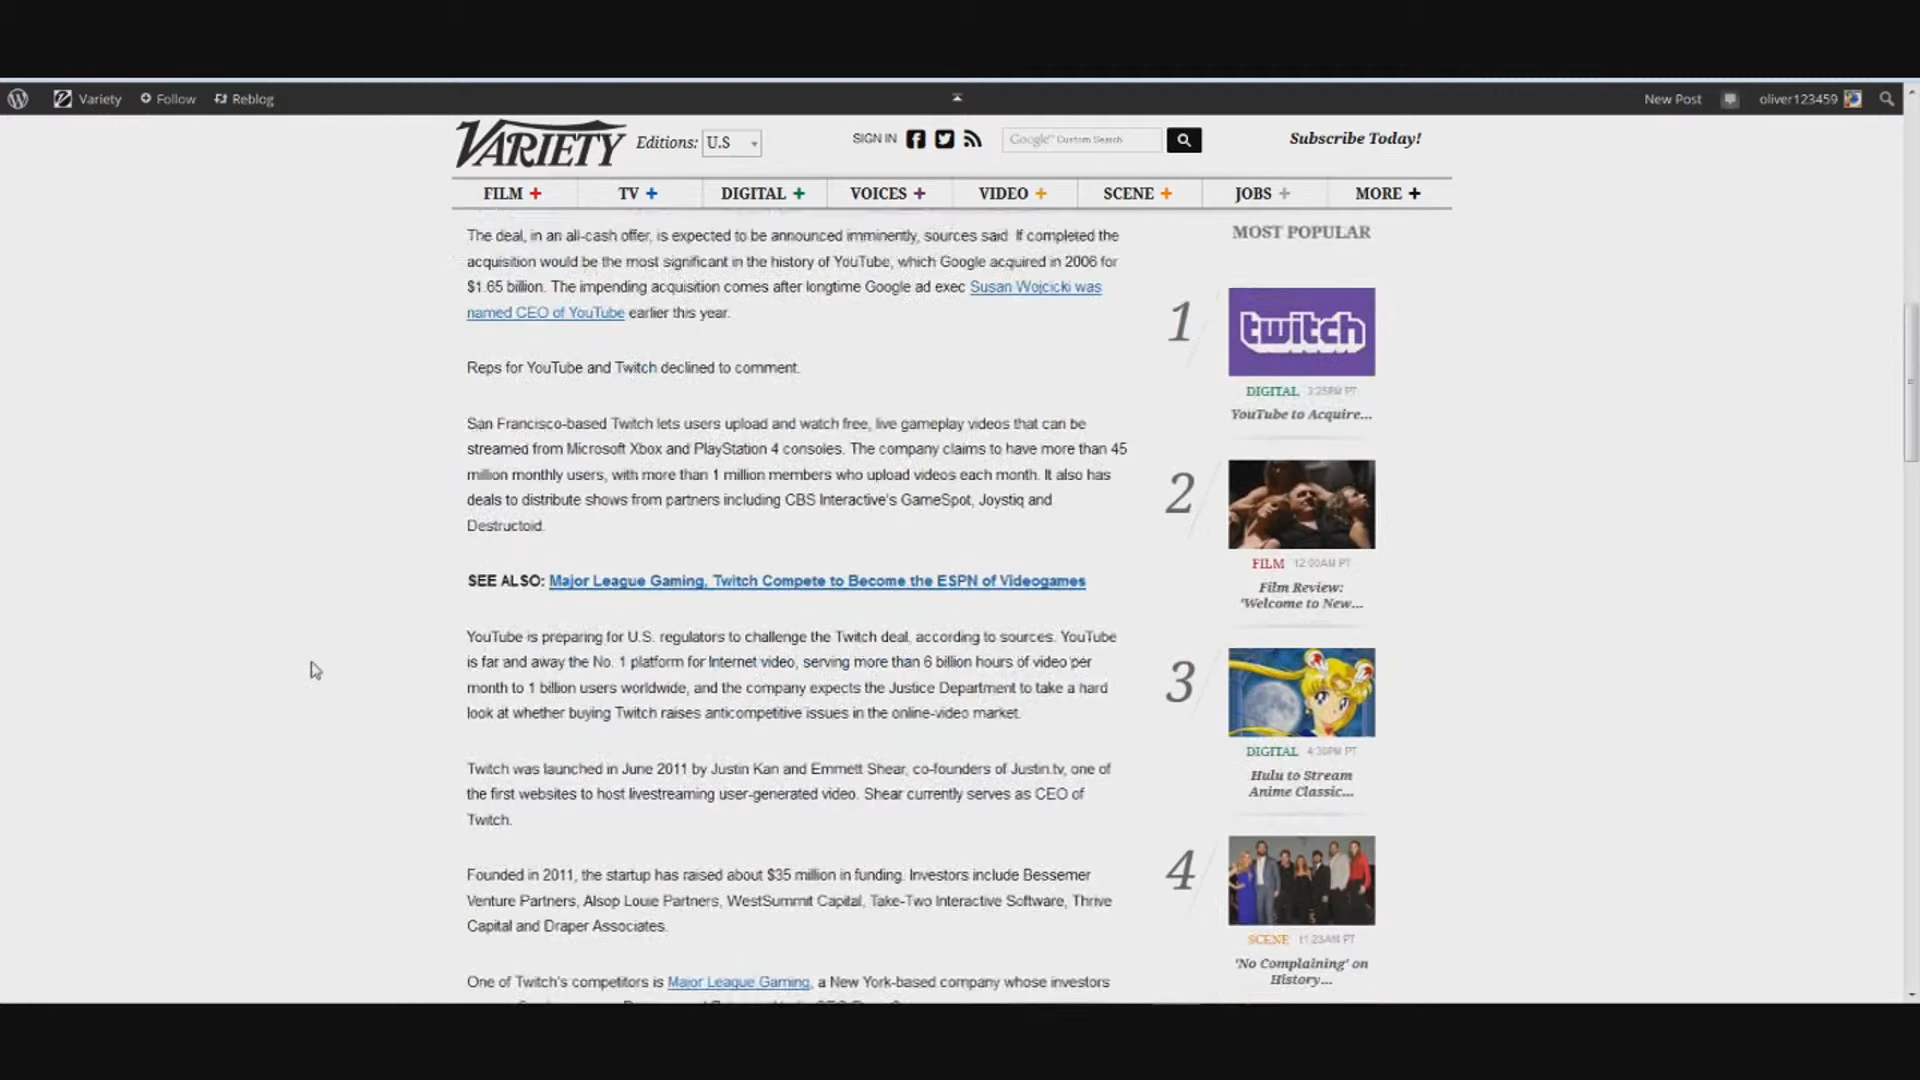 Variety Follow Reblog New Post oliver123459
VARIETY Editions: U.S SIGN IN Google™ Custom Search Subscribe Today!
FILM + TV + DIGITAL + VOICES + VIDEO + SCENE + JOBS + MORE +
The deal, in an all-cash offer, is expected to be announced imminently, sources said. If completed the
acquisition would be the most significant in the history of YouTube, which Google acquired in 2006 for
$1.65 billion. The impending acquisition comes after longtime Google ad exec Susan Wojcicki was
named CEO of YouTube earlier this year.
Reps for YouTube and Twitch declined to comment.
San Francisco-based Twitch lets users upload and watch free, live gameplay videos that can be
streamed from Microsoft Xbox and PlayStation 4 consoles. The company claims to have more than 45
million monthly users, with more than 1 million members who upload videos each month. It also has
deals to distribute shows from partners including CBS Interactive's GameSpot, Joystiq and
Destructoid.
SEE ALSO: Major League Gaming, Twitch Compete to Become the ESPN of Videogames
YouTube is preparing for U.S. regulators to challenge the Twitch deal, according to sources. YouTube
is far and away the No. 1 platform for Internet video, serving more than 6 billion hours of video per
month to 1 billion users worldwide, and the company expects the Justice Department to take a hard
look at whether buying Twitch raises anticompetitive issues in the online-video market.
Twitch was launched in June 2011 by Justin Kan and Emmett Shear, co-founders of Justin.tv, one of
the first websites to host livestreaming user-generated video. Shear currently serves as CEO of
Twitch.
Founded in 2011, the startup has raised about $35 million in funding. Investors include Bessemer
Venture Partners, Alsop Louie Partners, WestSummit Capital, Take-Two Interactive Software, Thrive
Capital and Draper Associates.
One of Twitch's competitors is Major League Gaming, a New York-based company whose investors
MOST POPULAR
1
twitch
DIGITAL 3:25PM PT
YouTube to Acquire...
2
FILM 12:00AM PT
Film Review:
'Welcome to New...
3
DIGITAL 4:30PM PT
Hulu to Stream
Anime Classic...
4
SCENE 11:23AM PT
'No Complaining' on
History...